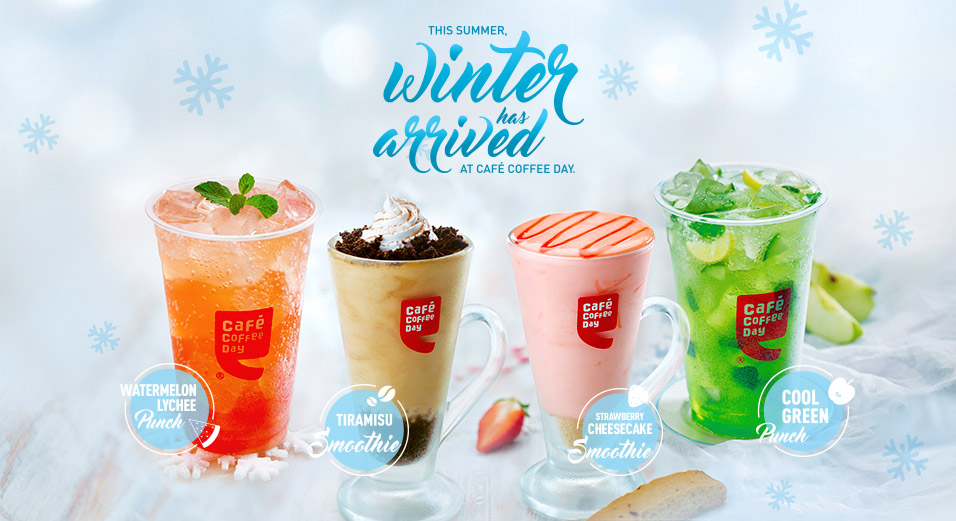 THIS SUMMER,
winter
has
arrived
AT CAFÉ COFFEE DAY.
café
coffee
Day
®
café
coffee
Day
café
coffee
Day
café
coffee
Day
®
WATERMELON
LYCHEE
Punch
TIRAMISU
Smoothie
STRAWBERRY
CHEESECAKE
Smoothie
COOL
GREEN
Punch